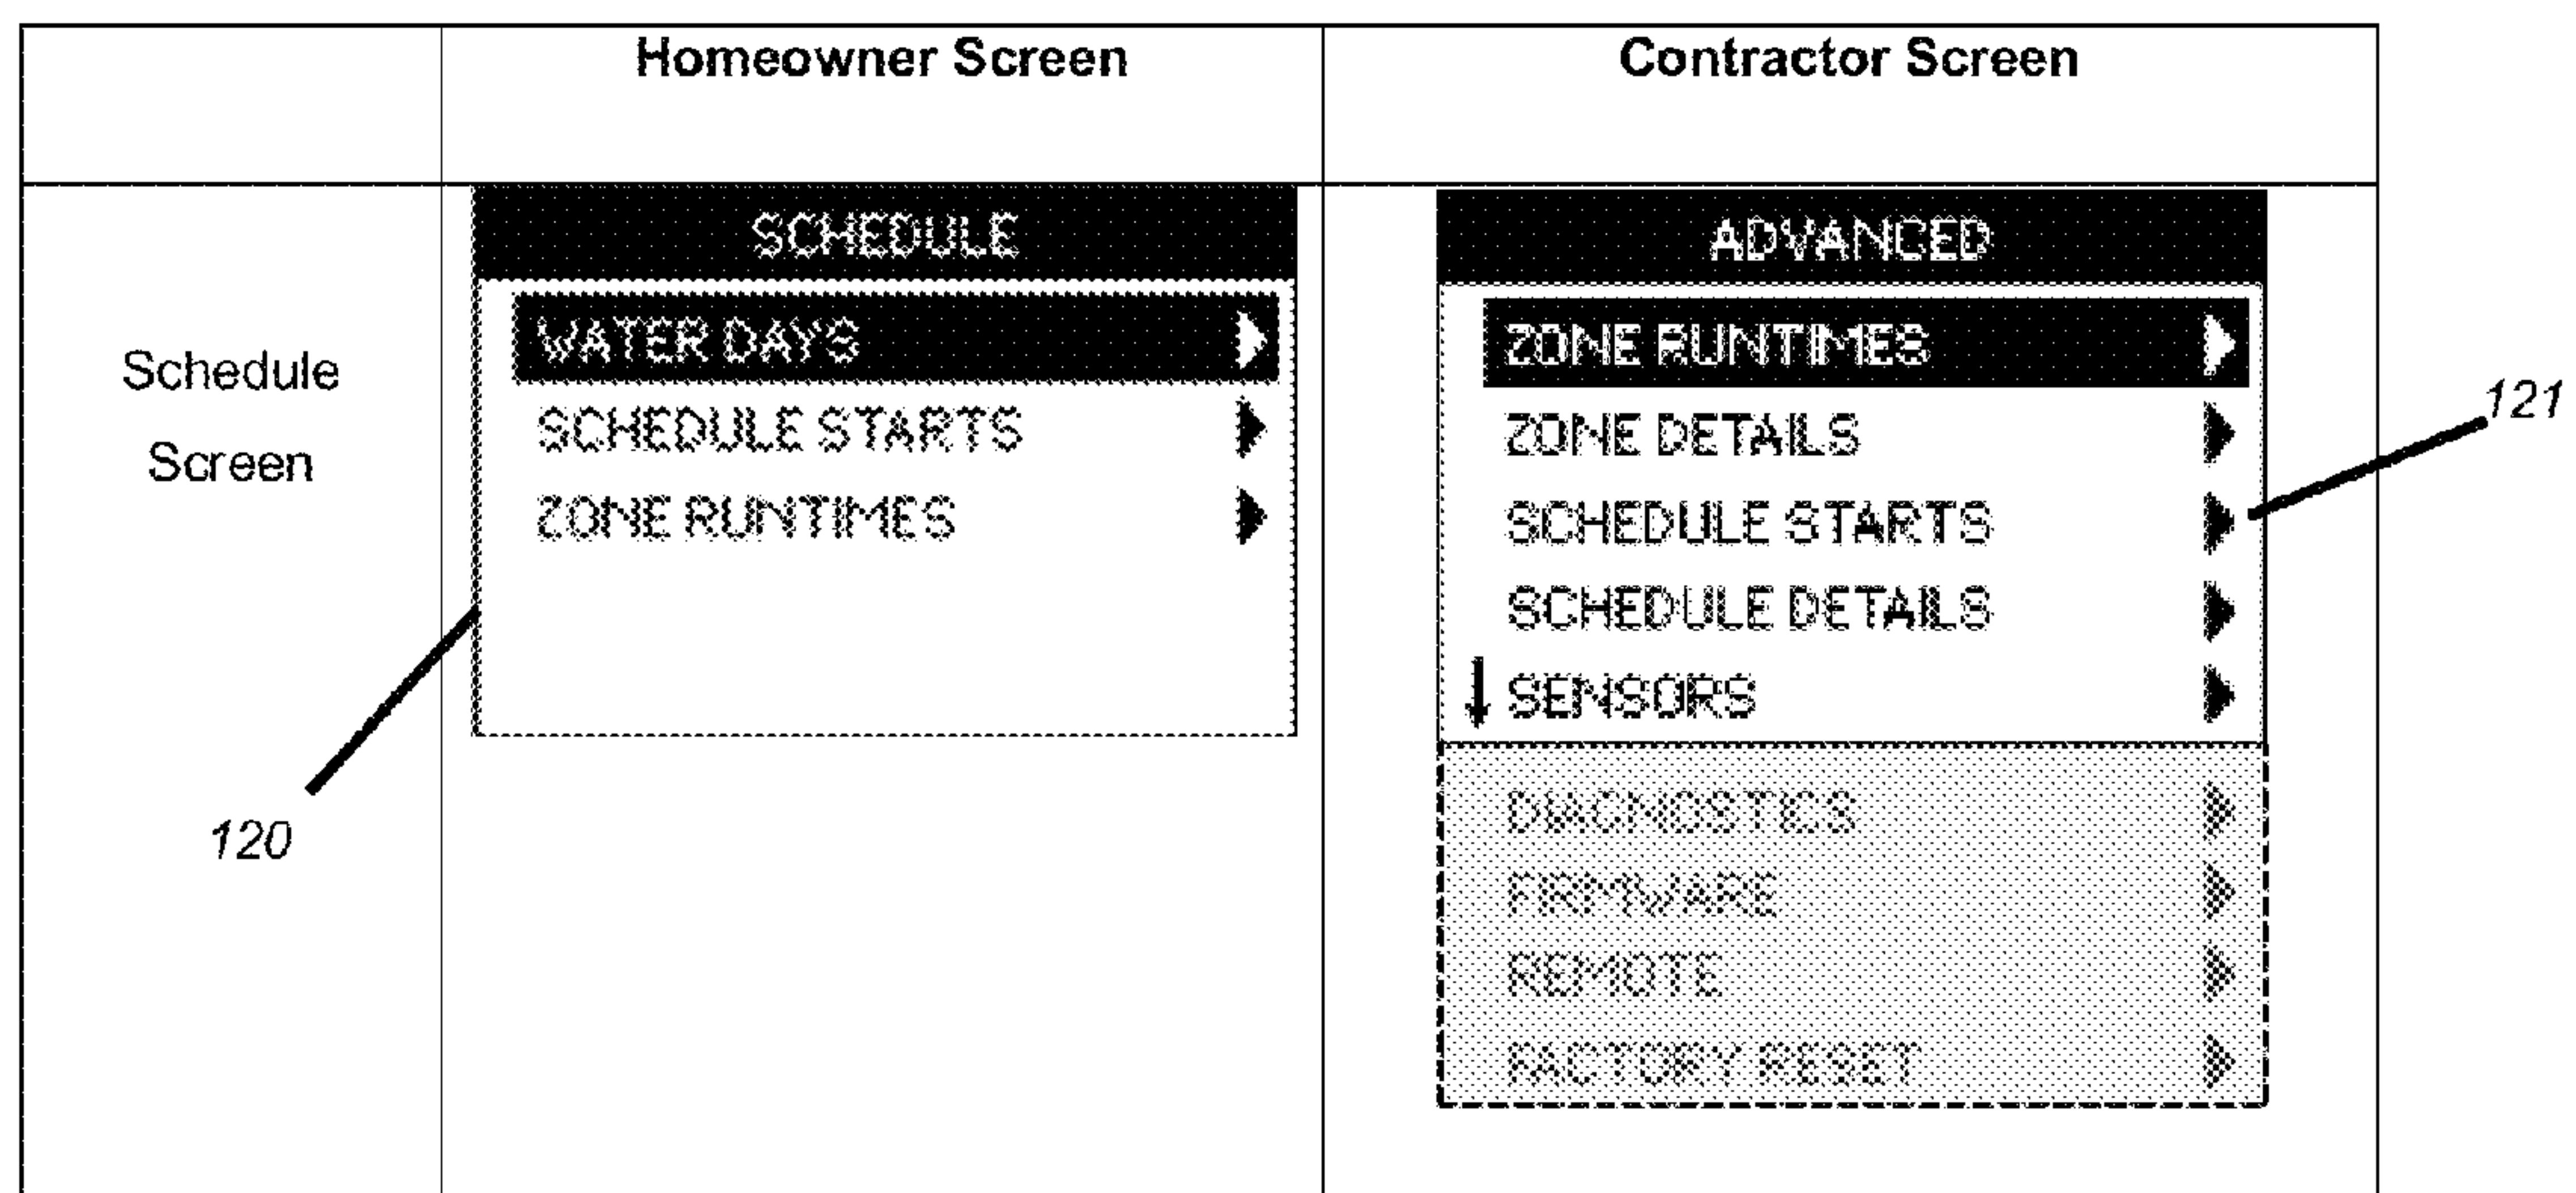 Homeowner Screen
Contractor Screen
Schedule
Screen
SCHEDULE
WATER DAYS
SCHEDULE STARTS
ZONE RUNTIMES
120
ADVANCED
ZONE RUNTIMES
ZONE DETAILS
SCHEDULE STARTS
SCHEDULE DETAILS
SENSORS
DIAGNOSTICS
FIRMWARE
REMOTE
FACTORY RESET
121